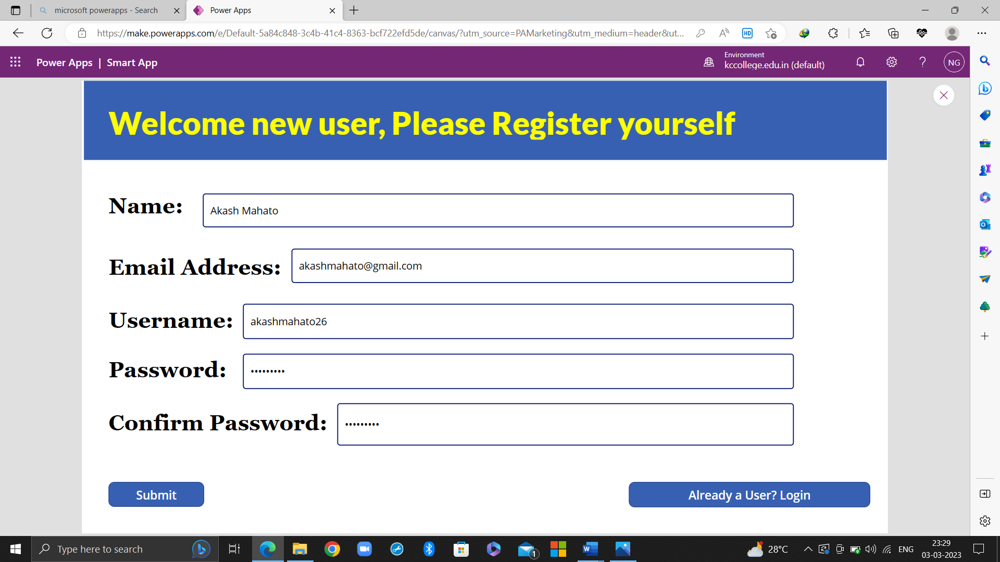 microsoft powerapps - Search
Power Apps
https://make.powerapps.com/e/Default-5a84c848-3c4b-41c4-8363-bcf722efd5de/canvas/?utm_source=PAMarketing&utm_medium=header&ut...
HD
Power Apps | Smart App
Environment
kccollege.edu.in (default)
NG
Welcome new user, Please Register yourself
Name:
Akash Mahato
Email Address:
akashmahato@gmail.com
Username:
akashmahato26
Password:
•••••••••
Confirm Password:
•••••••••
Submit
Already a User? Login
Type here to search
1
28°C
ENG
23:29
03-03-2023